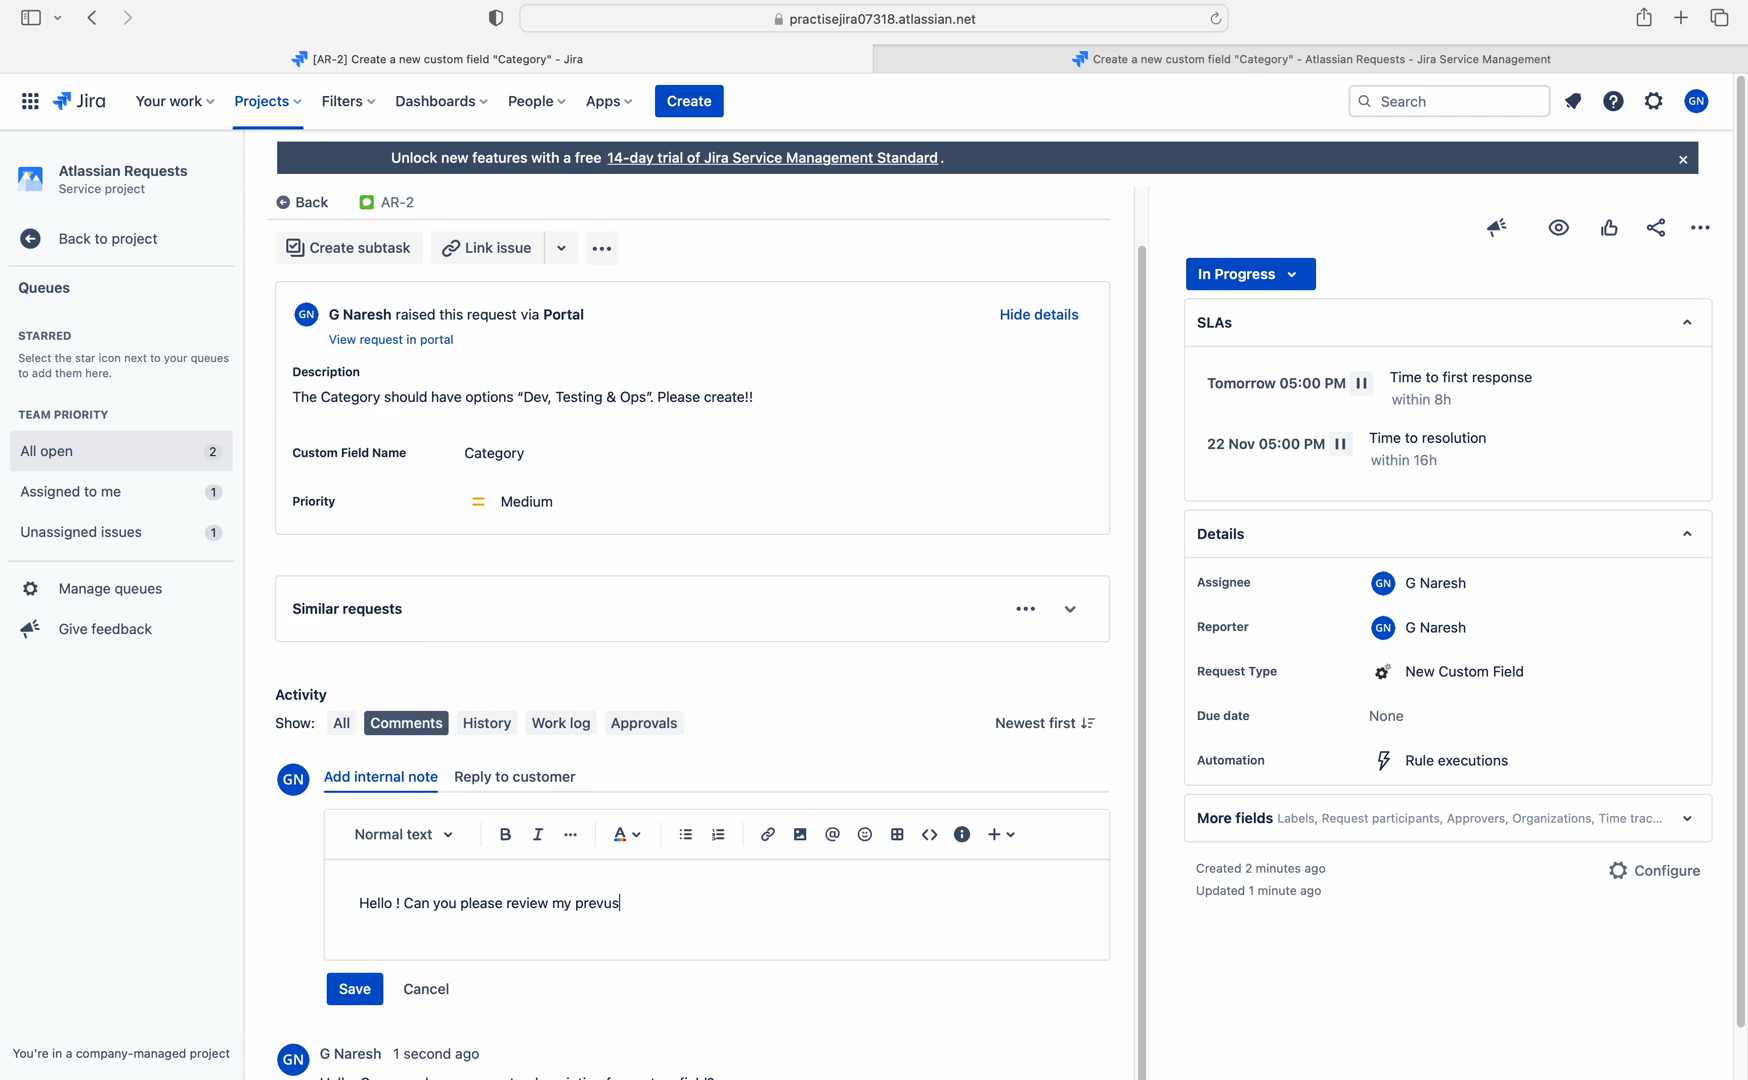 practisejira07318.atlassian.net
[AR-2] Create a new custom field "Category" - Jira
Create a new custom field "Category" - Atlassian Requests - Jira Service Management
Jira
Your work
Projects
Filters
Dashboards
People
Apps
Create
Search
GN
Atlassian Requests
Service project
Back to project
Queues
STARRED
Select the star icon next to your queues
to add them here.
TEAM PRIORITY
All open 2
Assigned to me 1
Unassigned issues 1
Manage queues
Give feedback
You're in a company-managed project
Unlock new features with a free 14-day trial of Jira Service Management Standard.
Back
AR-2
Create subtask
Link issue
GN G Naresh raised this request via Portal
Hide details
View request in portal
Description
The Category should have options “Dev, Testing & Ops”. Please create!!
Custom Field Name Category
Priority Medium
Similar requests
Activity
Show: All Comments History Work log Approvals
Newest first
GN Add internal note Reply to customer
Normal text
Hello ! Can you please review my prevus
Save Cancel
GN G Naresh 1 second ago
In Progress
SLAs
Tomorrow 05:00 PM Time to first response
within 8h
22 Nov 05:00 PM Time to resolution
within 16h
Details
Assignee GN G Naresh
Reporter GN G Naresh
Request Type New Custom Field
Due date None
Automation Rule executions
More fields Labels, Request participants, Approvers, Organizations, Time trac...
Created 2 minutes ago
Configure
Updated 1 minute ago